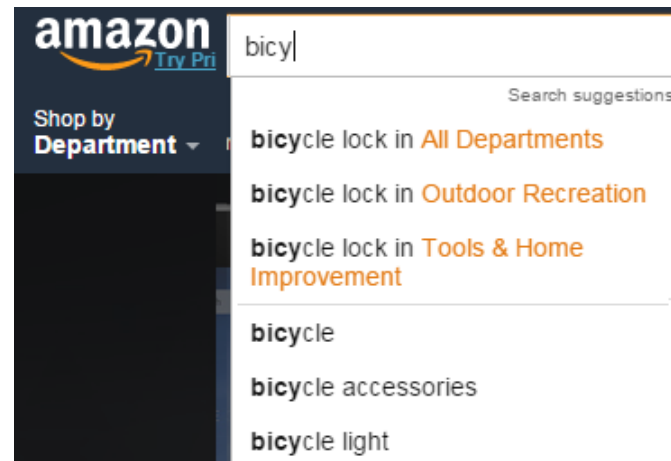 amazon
Try Pri
bicy
Search suggestions
Shop by
Department
bicycle lock in All Departments
bicycle lock in Outdoor Recreation
bicycle lock in Tools & Home
Improvement
bicycle
bicycle accessories
bicycle light